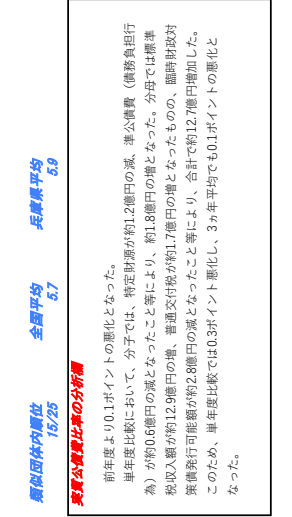 類似団体内順位　全国平均　兵庫県平均
15/25　5.7　5.9
実質公債費比率の分析欄
前年度より0.1ポイントの悪化となった。
単年度比較において、分子では、特定財源が約1.2億円の減、準公債費（債務負担行
為）が約0.6億円の減となったこと等により、約1.8億円の増となった。分母では標準
税収入額が約12.9億円の増、普通交付税が約1.7億円の増となったものの、臨時財政対
策債発行可能額が約2.8億円の減となったこと等により、合計で約12.7億円増加した。
このため、単年度比較では0.3ポイント悪化し、3ヵ年平均でも0.1ポイントの悪化と
なった。